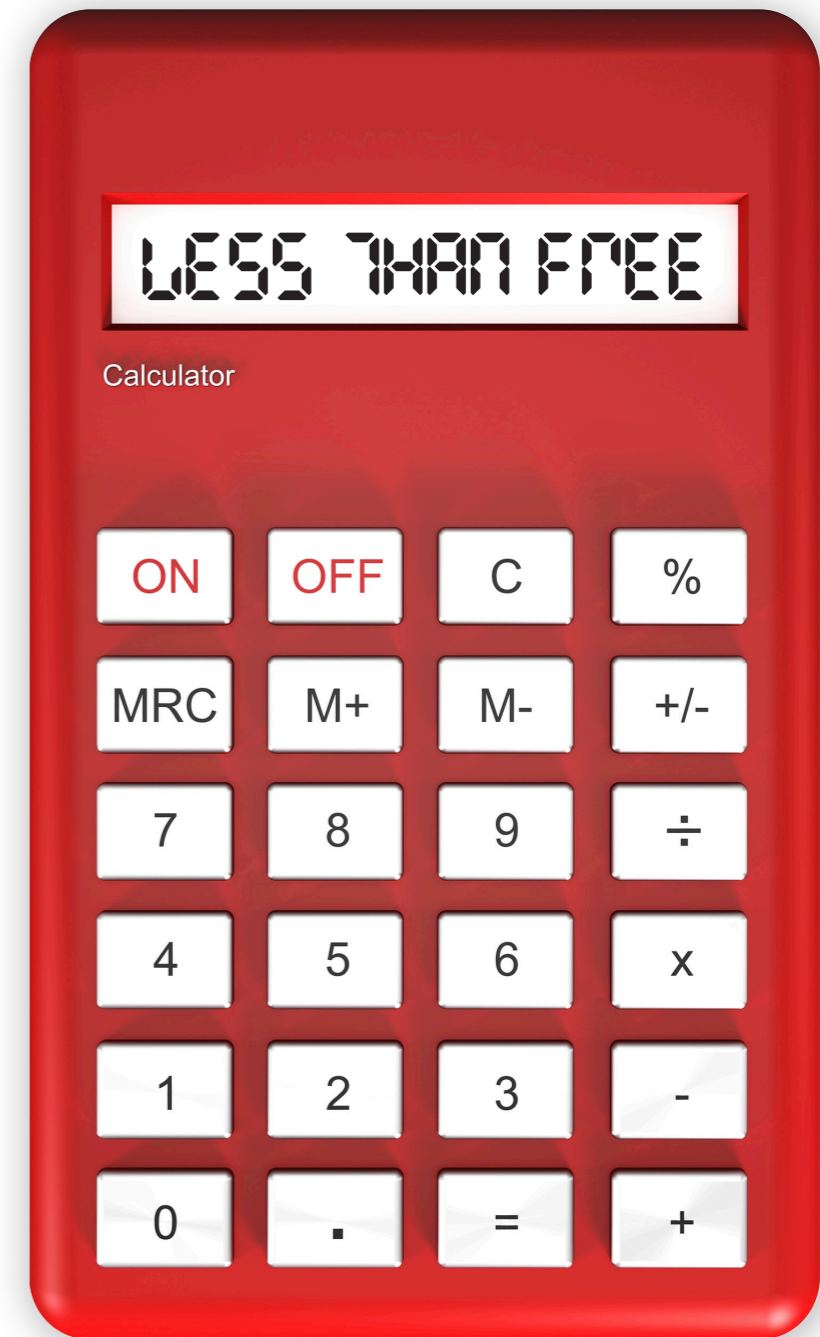 LESS THAN FREE
Calculator
ON OFF C %
MRC M+ M- +/-
7 8 9 ÷
4 5 6 x
1 2 3 -
0 . = +